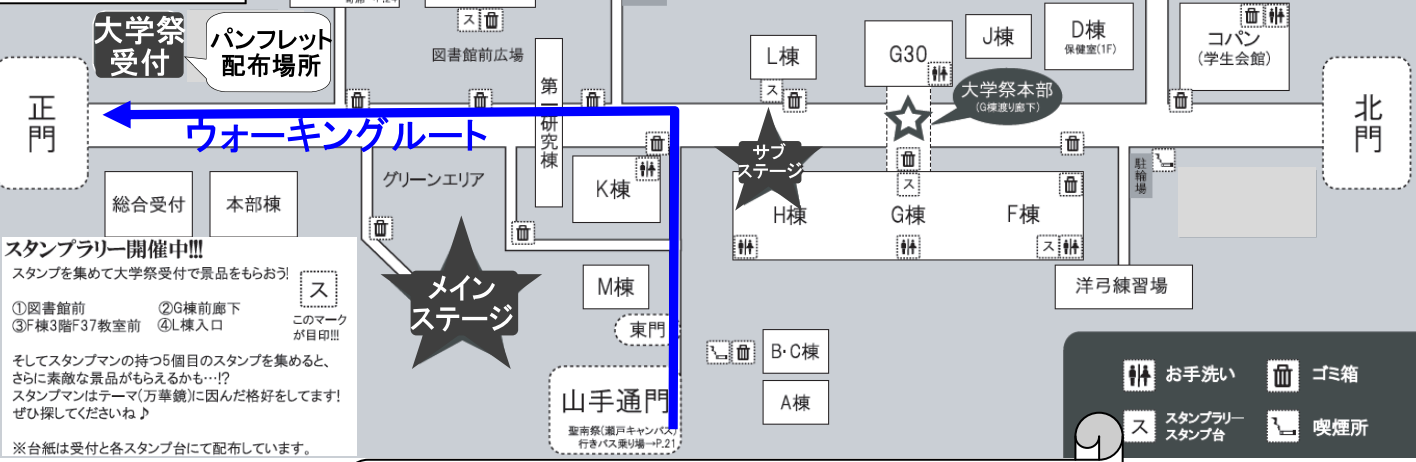 大学祭
受付
パンフレット
配布場所
ス
図書館前広場
第一研究棟
L棟
ス
G30
J棟
D棟
保健室(1F)
コパン
(学生会館)
大学祭本部
(G棟渡り廊下)
正門
北門
ウォーキングルート
サブ
ステージ
駐輪場
総合受付
本部棟
グリーンエリア
K棟
ス
H棟
G棟
F棟
ス
メイン
ステージ
M棟
洋弓練習場
東門
B・C棟
A棟
山手通門
聖南祭(瀬戸キャンパス)
行きバス乗り場→P.21
スタンプラリー開催中!!!
スタンプを集めて大学祭受付で景品をもらおう!
①図書館前 ②G棟前廊下
③F棟3階F37教室前 ④L棟入口
ス
このマーク
が目印!!!
そしてスタンプマンの持つ5個目のスタンプを集めると、
さらに素敵な景品がもらえるかも…!?
スタンプマンはテーマ(万華鏡)に因んだ格好をしてます!
ぜひ探してくださいね♪
※台紙は受付と各スタンプ台にて配布しています。
お手洗い
ゴミ箱
ス
スタンプラリー
スタンプ台
喫煙所